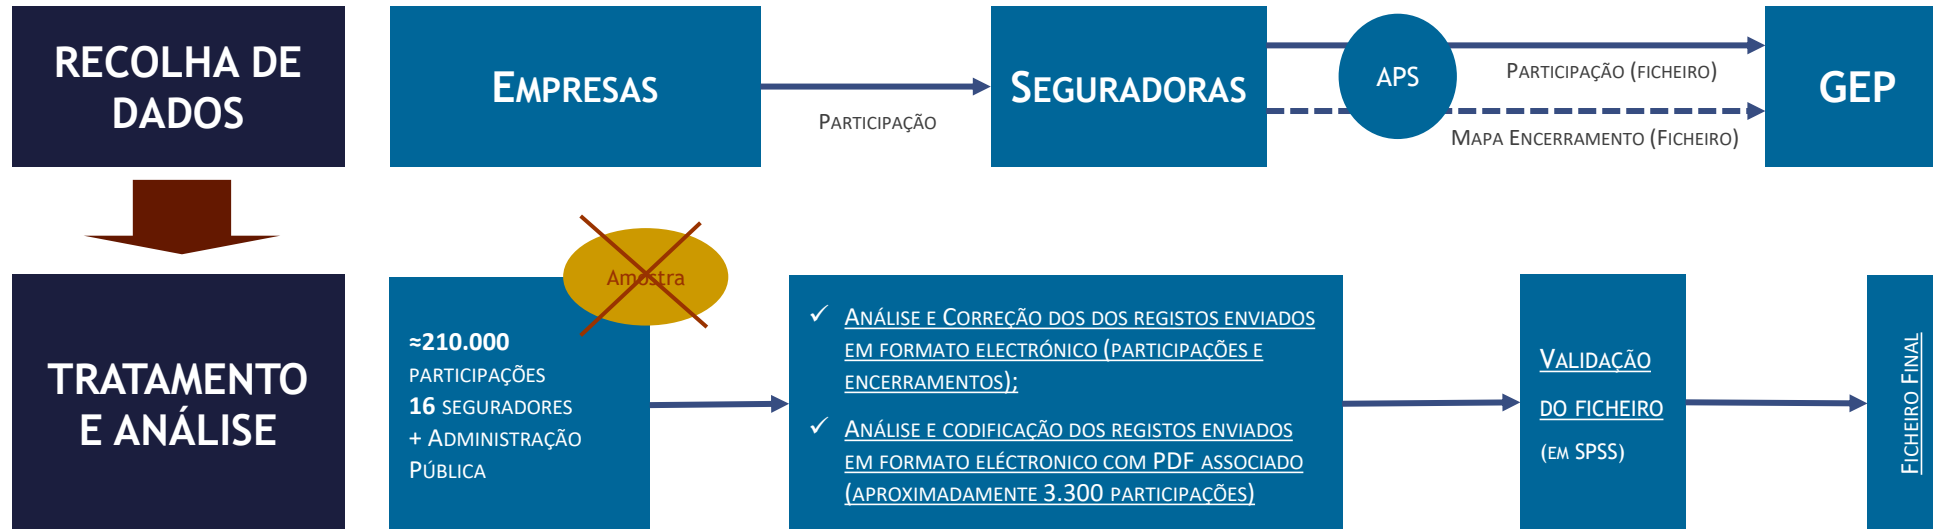 RECOLHA DE
DADOS
EMPRESAS
PARTICIPAÇÃO
SEGURADORAS
APS
PARTICIPAÇÃO (FICHEIRO)
MAPA ENCERRAMENTO (FICHEIRO)
GEP
TRATAMENTO
E ANÁLISE
Amostra
≈210.000
PARTICIPAÇÕES
16 SEGURADORES
+ ADMINISTRAÇÃO
PÚBLICA
✓ ANÁLISE E CORREÇÃO DOS DOS REGISTOS ENVIADOS
EM FORMATO ELECTRÓNICO (PARTICIPAÇÕES E
ENCERRAMENTOS);
✓ ANÁLISE E CODIFICAÇÃO DOS REGISTOS ENVIADOS
EM FORMATO ELÉCTRONICO COM PDF ASSOCIADO
(APROXIMADAMENTE 3.300 PARTICIPAÇÕES)
VALIDAÇÃO
DO FICHEIRO
(EM SPSS)
FICHEIRO FINAL